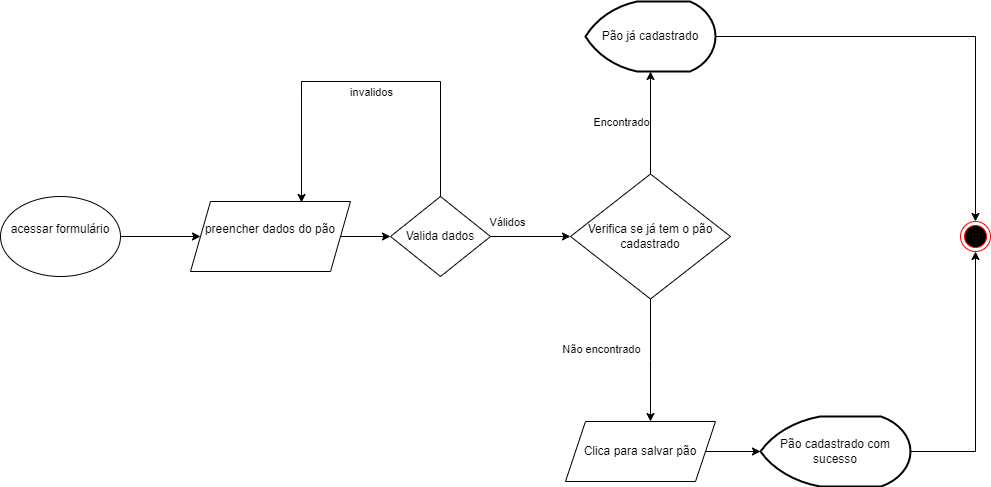 Pão já cadastrado
invalidos
Encontrado
acessar formulário
preencher dados do pão
Valida dados
Válidos
Verifica se já tem o pão
cadastrado
Não encontrado
Clica para salvar pão
Pão cadastrado com
sucesso